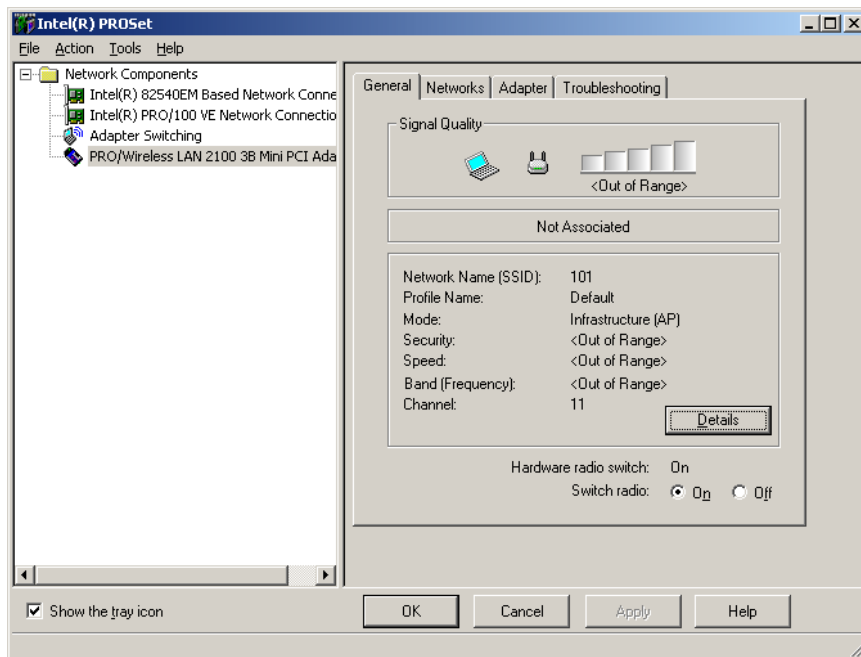 Intel(R) PROSet
File Action Tools Help
Network Components
Intel(R) 82540EM Based Network Conne
Intel(R) PRO/100 VE Network Connectio
Adapter Switching
PRO/Wireless LAN 2100 3B Mini PCI Ada
General Networks Adapter Troubleshooting
Signal Quality
<Out of Range>
Not Associated
Network Name (SSID): 101
Profile Name: Default
Mode: Infrastructure (AP)
Security: <Out of Range>
Speed: <Out of Range>
Band (Frequency): <Out of Range>
Channel: 11
Details
Hardware radio switch: On
Switch radio: On Off
Show the tray icon
OK Cancel Apply Help